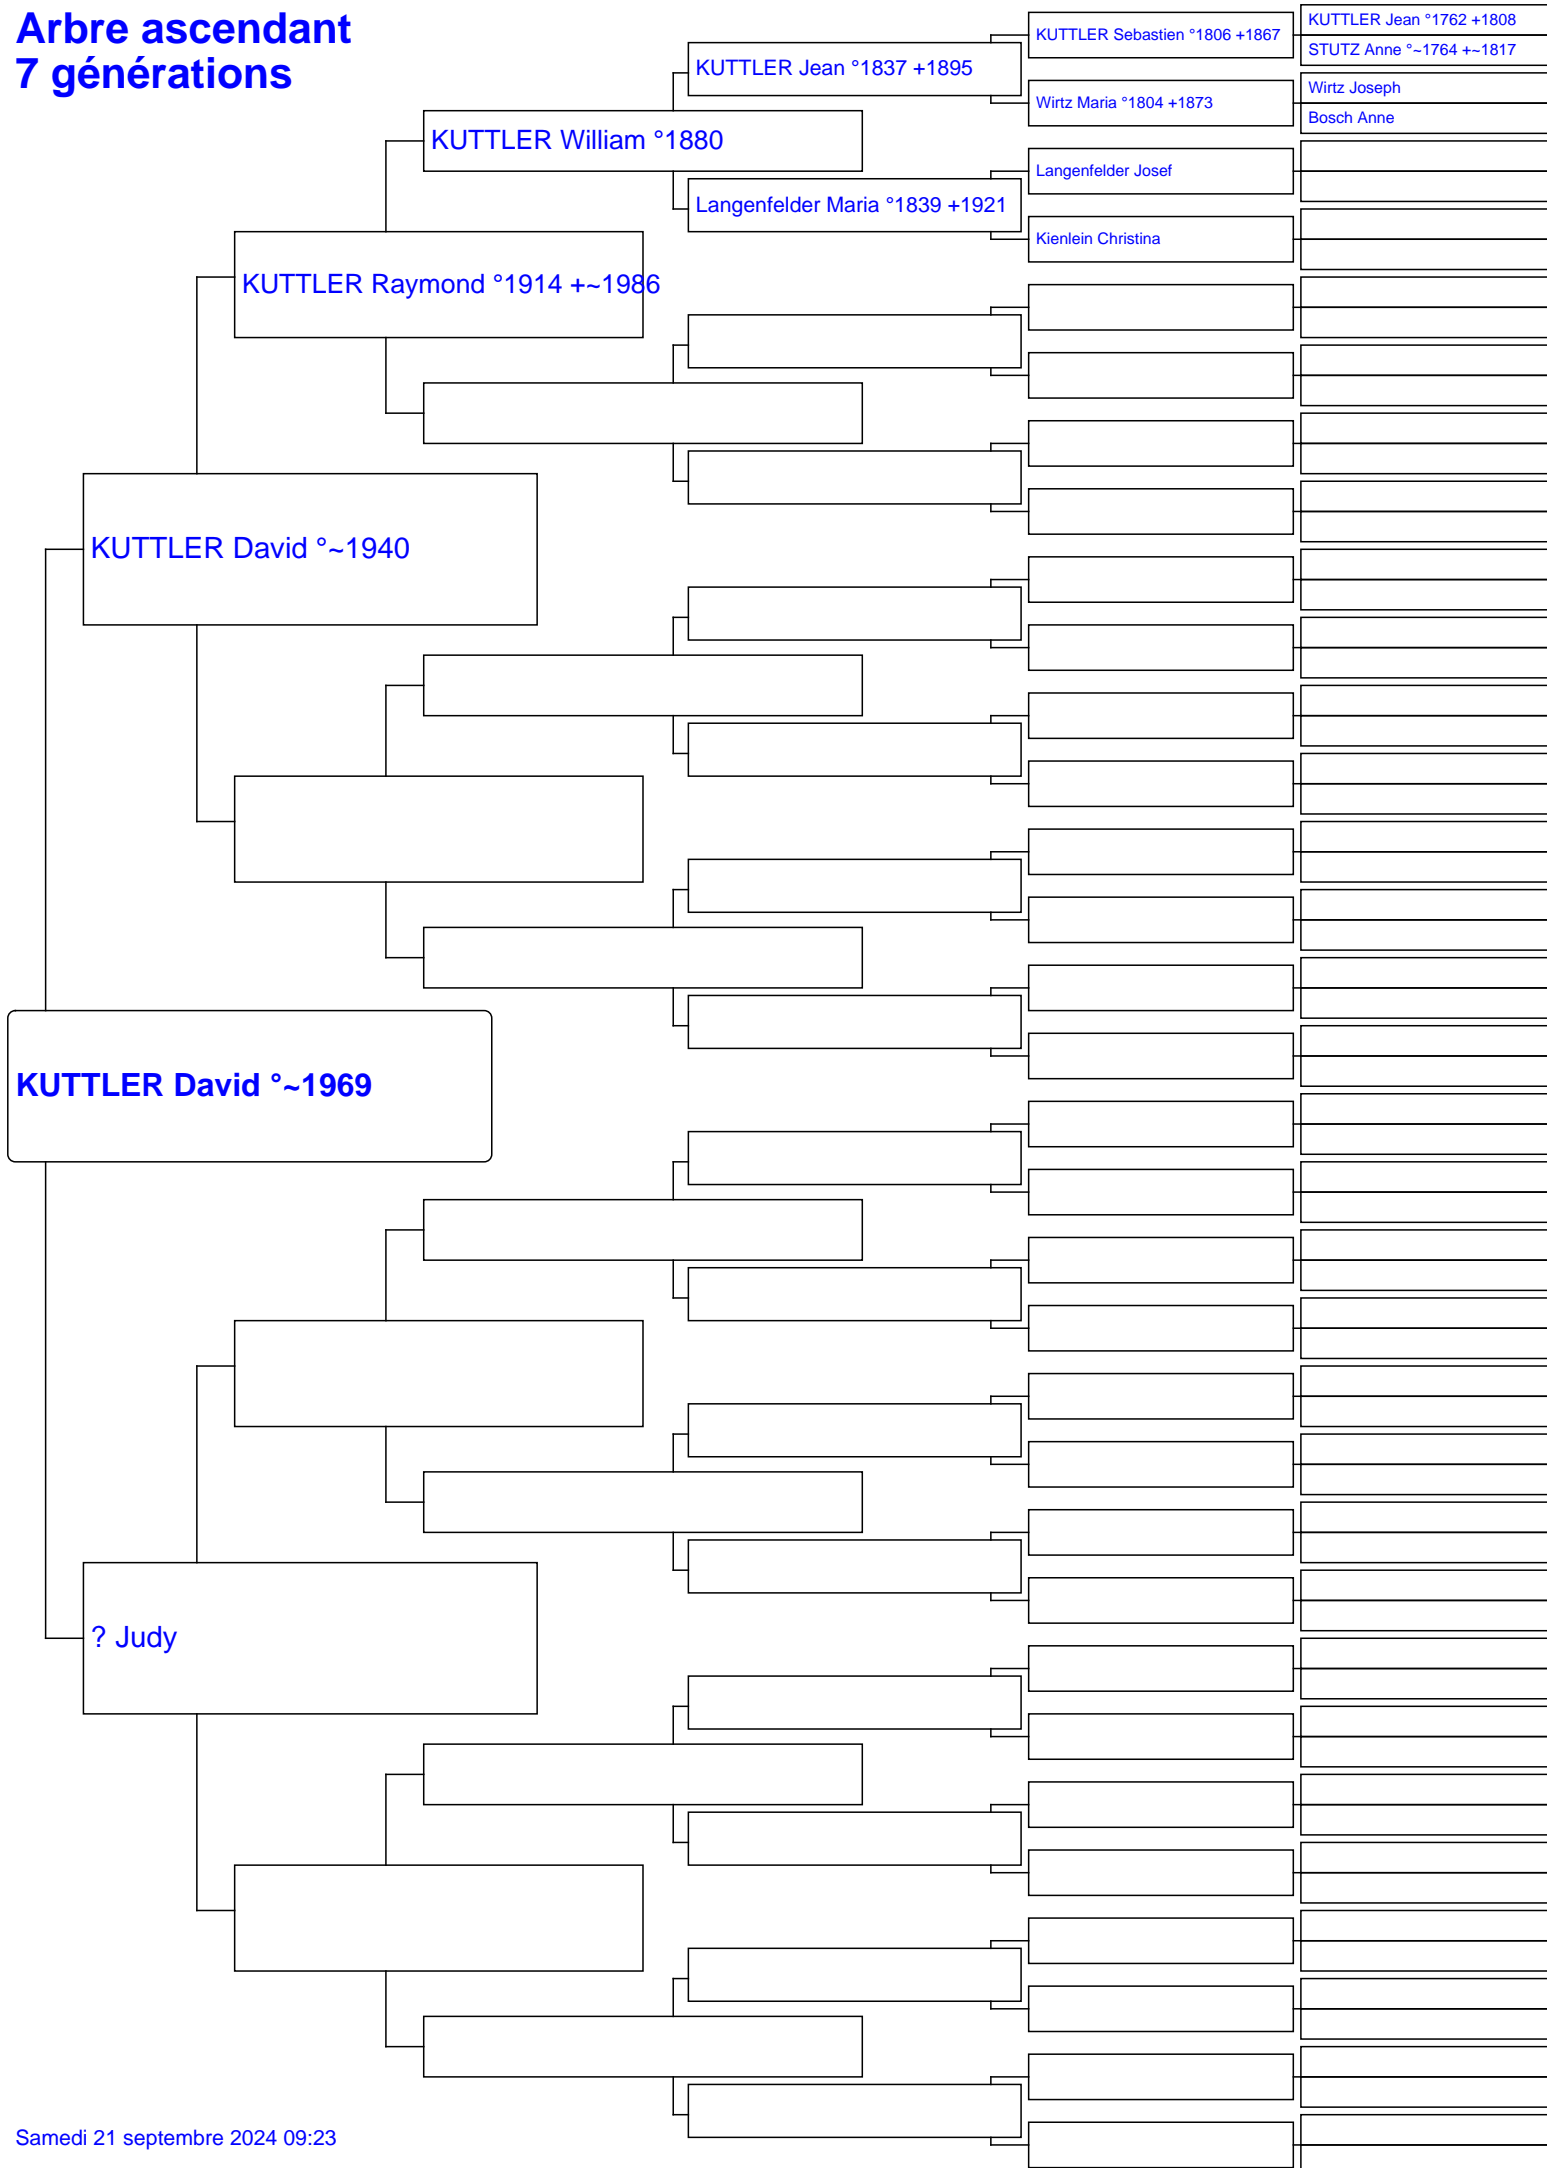 Arbre ascendant
7 générations
KUTTLER Sebastien °1806 +1867
KUTTLER Jean °1762 +1808
STUTZ Anne °~1764 +~1817
KUTTLER Jean °1837 +1895
Wirtz Maria °1804 +1873
Wirtz Joseph
Bosch Anne
KUTTLER William °1880
Langenfelder Josef
Langenfelder Maria °1839 +1921
Kienlein Christina
KUTTLER Raymond °1914 +~1986
KUTTLER David °~1940
KUTTLER David °~1969
? Judy
Samedi 21 septembre 2024 09:23